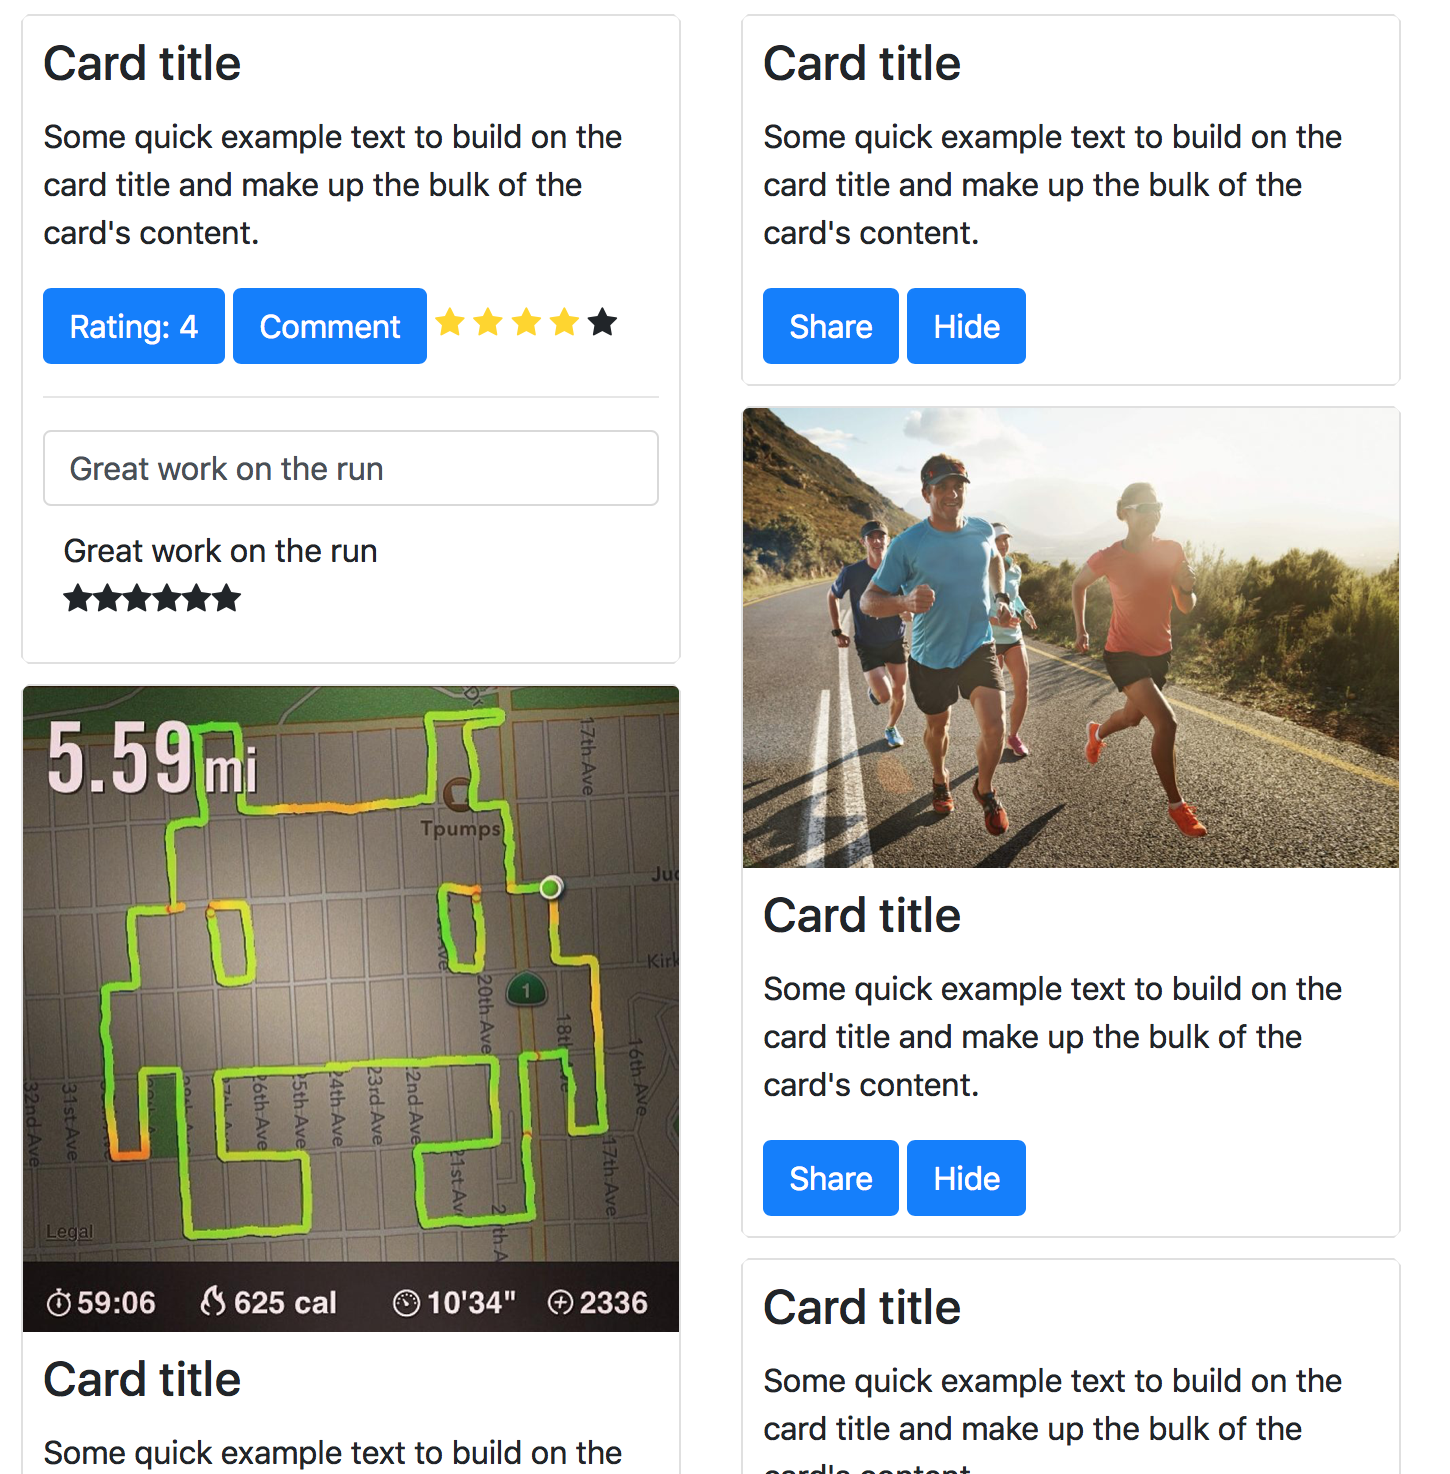 Card title
Some quick example text to build on the
card title and make up the bulk of the
card's content.
Rating: 4 Comment
Great work on the run
Great work on the run
5.59 mi
17th Ave
Tpumps
20th Ave
1
18th Ave
16th Ave
32nd Ave
31st Ave
26th Ave
25th Ave
24th Ave
23rd Ave
22nd Ave
21st Av
17th Ave
Legal
59:06 625 cal 10'34" 2336
Card title
Some quick example text to build on the
Card title
Some quick example text to build on the
card title and make up the bulk of the
card's content.
Share Hide
Card title
Some quick example text to build on the
card title and make up the bulk of the
card's content.
Share Hide
Card title
Some quick example text to build on the
card title and make up the bulk of the